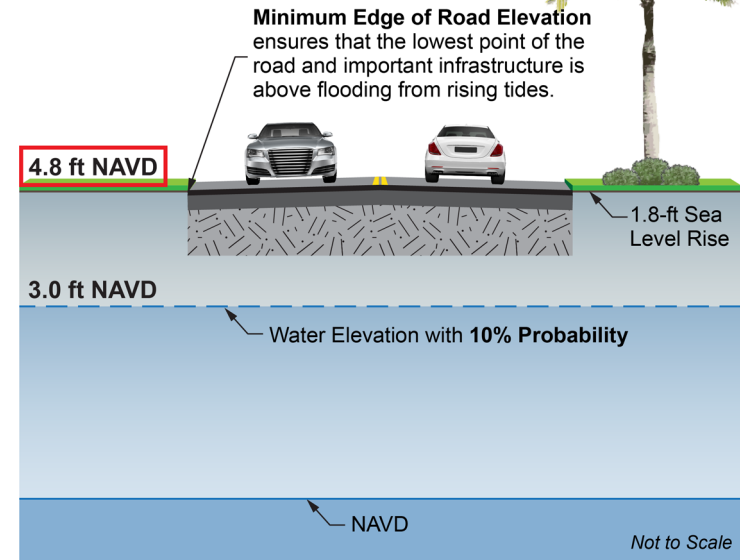 Minimum Edge of Road Elevation
ensures that the lowest point of the
road and important infrastructure is
above flooding from rising tides.
4.8 ft NAVD
1.8-ft Sea
Level Rise
3.0 ft NAVD
Water Elevation with 10% Probability
NAVD
Not to Scale